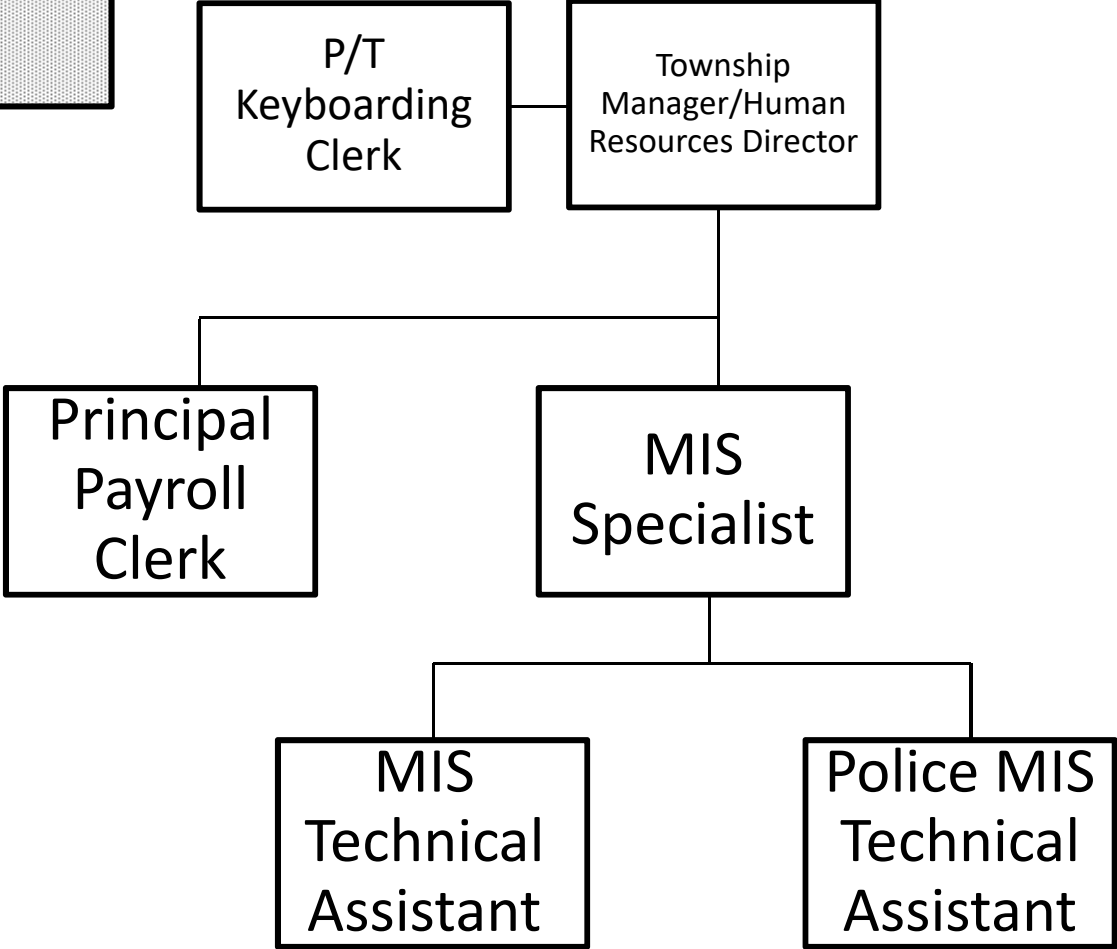 P/T
Keyboarding
Clerk
Township
Manager/Human
Resources Director
Principal
Payroll
Clerk
MIS
Specialist
MIS
Technical
Assistant
Police MIS
Technical
Assistant